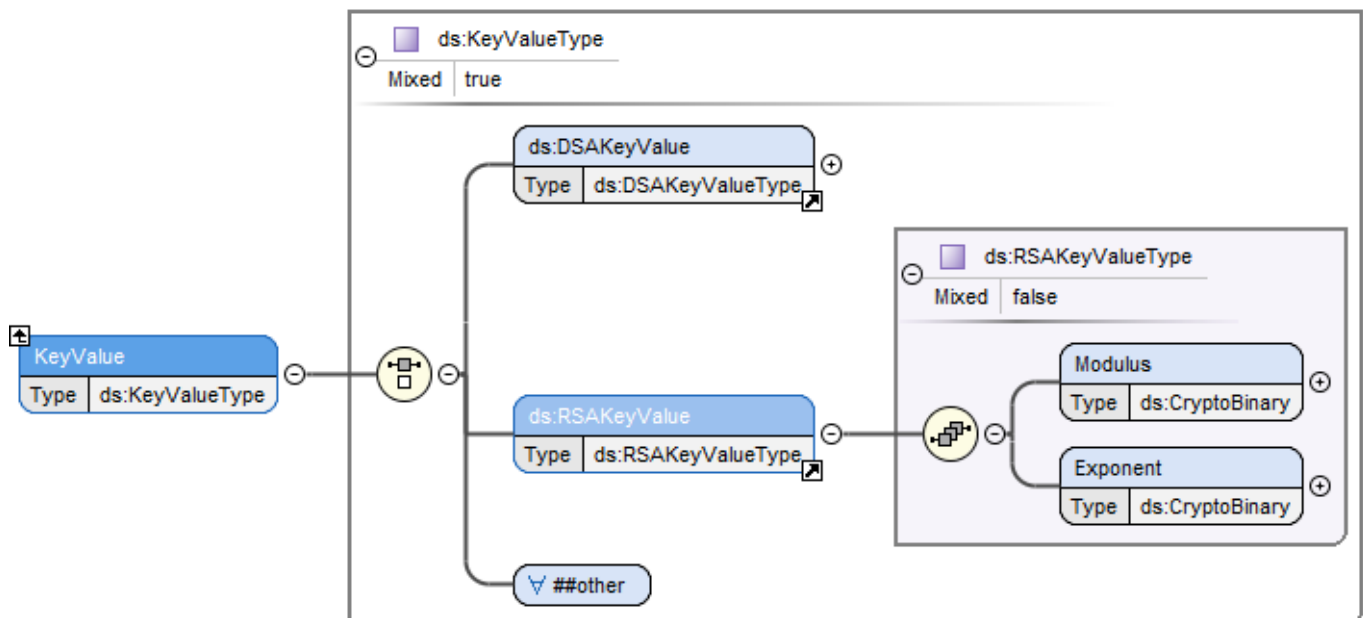 ds:KeyValueType
Mixed true
ds:DSAKeyValue
Type ds:DSAKeyValueType
ds:RSAKeyValueType
Mixed false
KeyValue
Type ds:KeyValueType
Modulus
Type ds:CryptoBinary
ds:RSAKeyValue
Type ds:RSAKeyValueType
Exponent
Type ds:CryptoBinary
∀ ##other